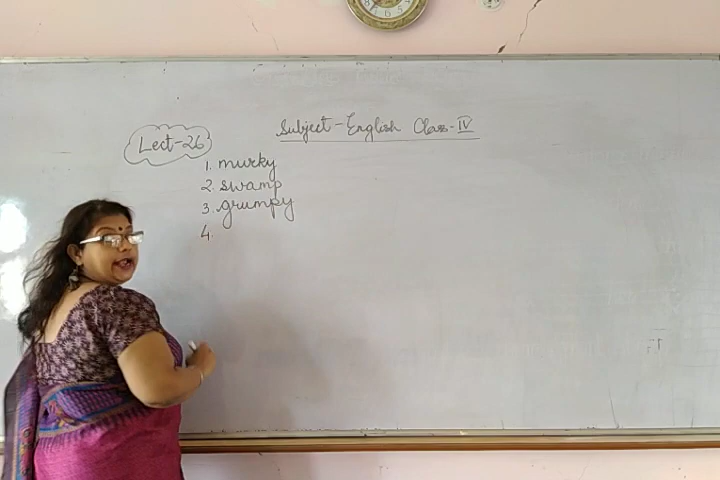 Subject - English Class - IV
Lect-26
1. murky
2. swamp
3. grumpy
4.